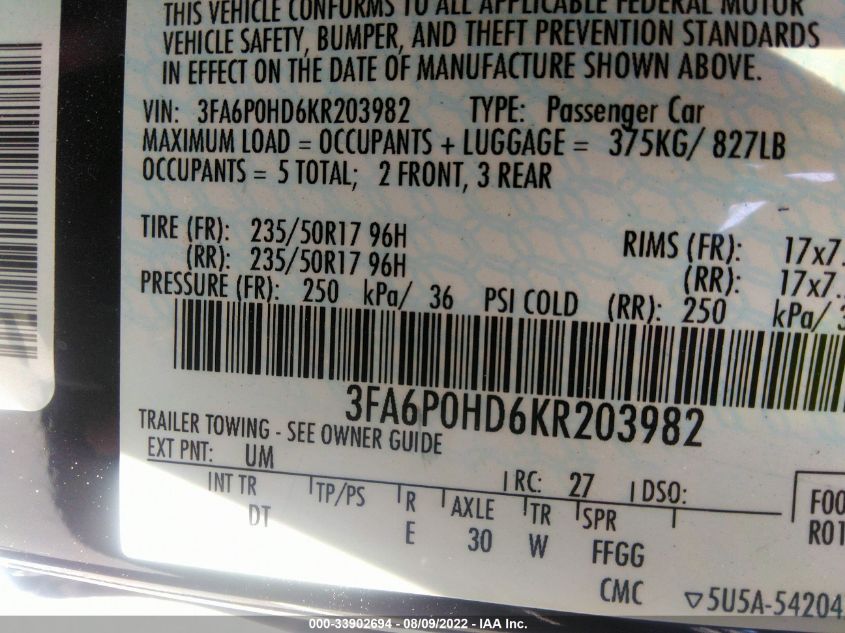 THIS VEHICLE CONFORMS TO ALL APPLICABLE FEDERAL MOTOR
VEHICLE SAFETY, BUMPER, AND THEFT PREVENTION STANDARDS
IN EFFECT ON THE DATE OF MANUFACTURE SHOWN ABOVE.
VIN: 3FA6P0HD6KR203982 TYPE: Passenger Car
MAXIMUM LOAD = OCCUPANTS + LUGGAGE = 375KG/ 827LB
OCCUPANTS = 5 TOTAL; 2 FRONT, 3 REAR
TIRE (FR): 235/50R17 96H RIMS (FR): 17x7.
(RR): 235/50R17 96H (RR): 17x7.
PRESSURE (FR): 250 kPa/ 36 PSI COLD (RR): 250 kPa/ 3
3FA6P0HD6KR203982
TRAILER TOWING - SEE OWNER GUIDE
EXT PNT: UM RC: 27 DSO:
INT TR TP/PS R AXLE TR SPR
DT E 30 W FFGG
CMC
FOO
ROT
5U5A-54204
000-33902694 - 08/09/2022 - IAA Inc.